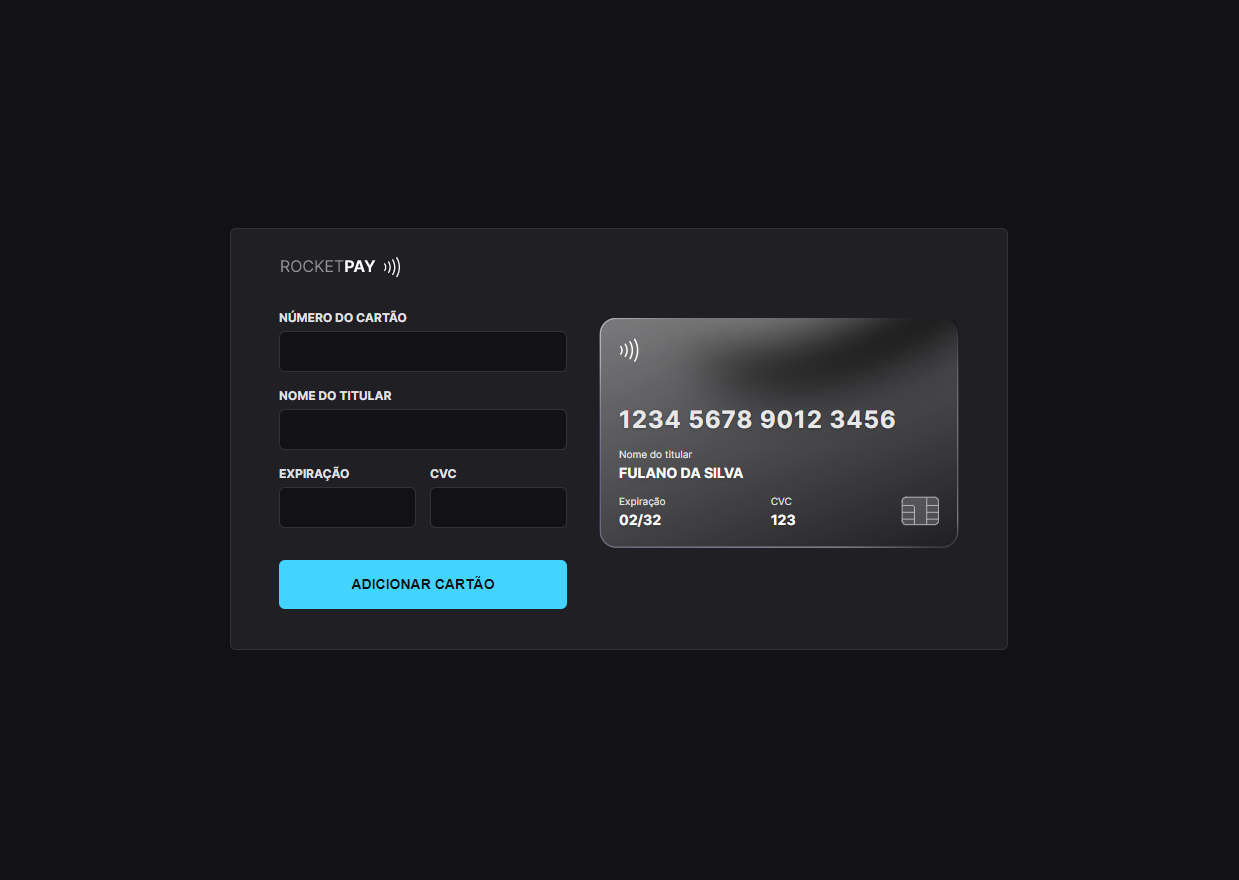 ROCKETPAY
NÚMERO DO CARTÃO
NOME DO TITULAR
EXPIRAÇÃO CVC
ADICIONAR CARTÃO
1234 5678 9012 3456
Nome do titular
FULANO DA SILVA
Expiração CVC
02/32 123